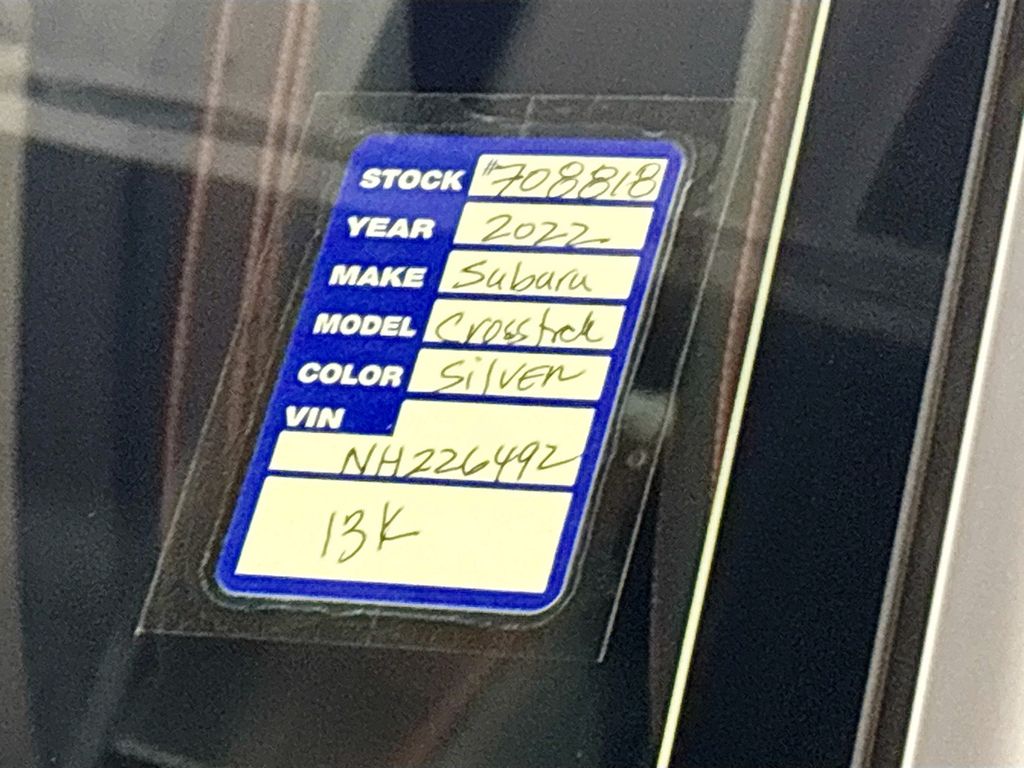 STOCK #708818
YEAR 2022
MAKE Subaru
MODEL Crosstrek
COLOR Silver
VIN
NH226492
13K